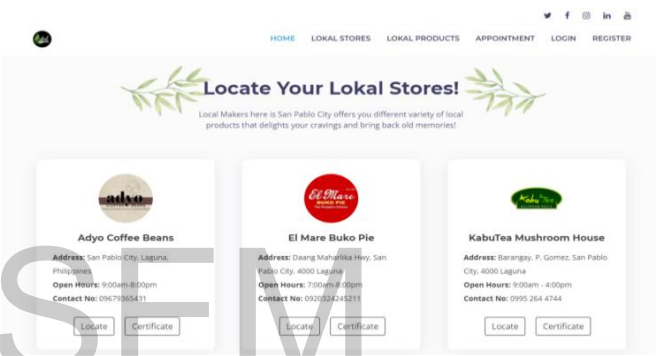 HOME LOKAL STORES LOKAL PRODUCTS APPOINTMENT LOGIN REGISTER
Locate Your Lokal Stores!
Local Makers here is San Pablo City offers you different variety of local
products that delights your cravings and bring back old memories!
adyo
El Mare
BUKO PIE
Adyo Coffee Beans
Address: San Pablo City, Laguna,
Philippines
Open Hours: 9:00am-8:00pm
Contact No: 09679365431
Locate Certificate
El Mare Buko Pie
Address: Daang Maharlika Hwy, San
Pablo City, 4000 Laguna
Open Hours: 7:00am-8:00pm
Contact No: 0920324245211
Locate Certificate
KabuTea Mushroom House
Address: Barangay, P. Gomez, San Pablo
City, 4000 Laguna
Open Hours: 9:00am - 4:00pm
Contact No: 0995 264 4744
Locate Certificate
SFM